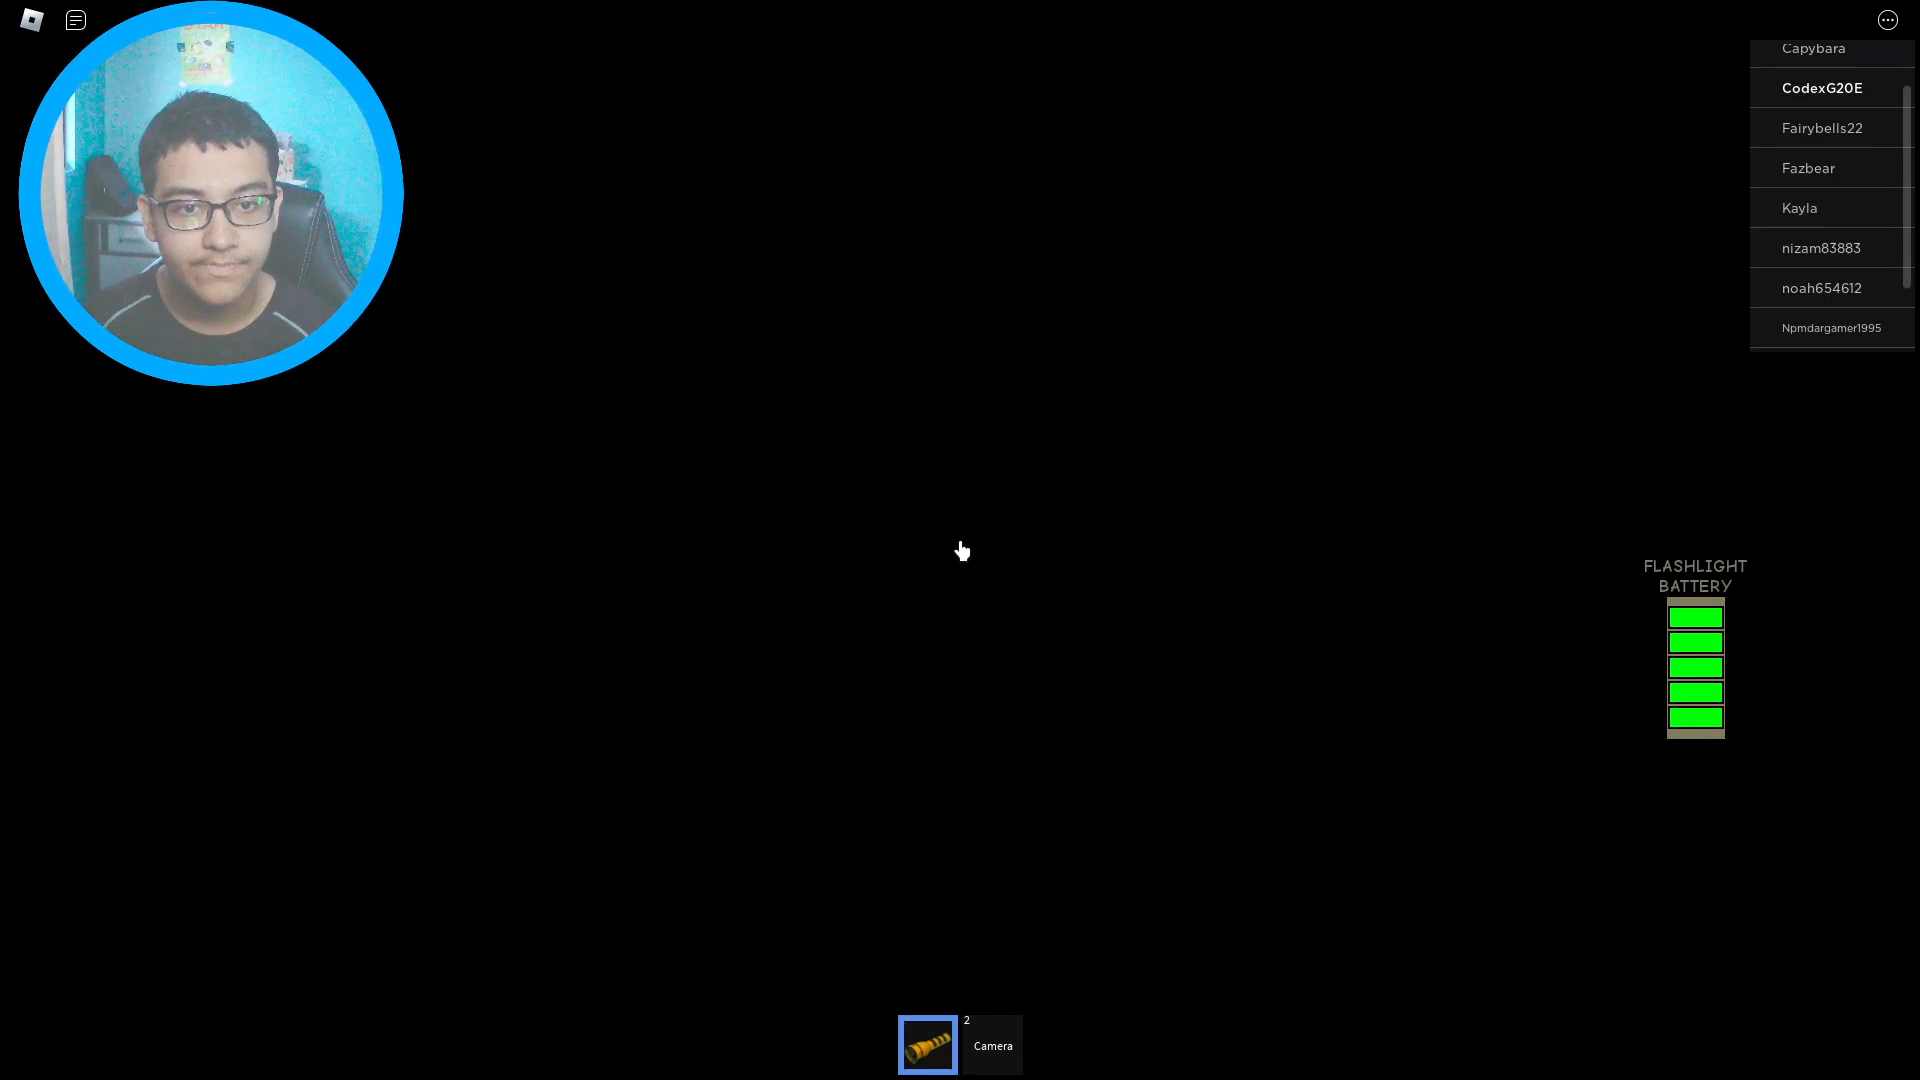 Capybara
CodexG20E
Fairybells22
Fazbear
Kayla
nizam83883
noah654612
Npmdargamer1995
FLASHLIGHT
BATTERY
2
Camera